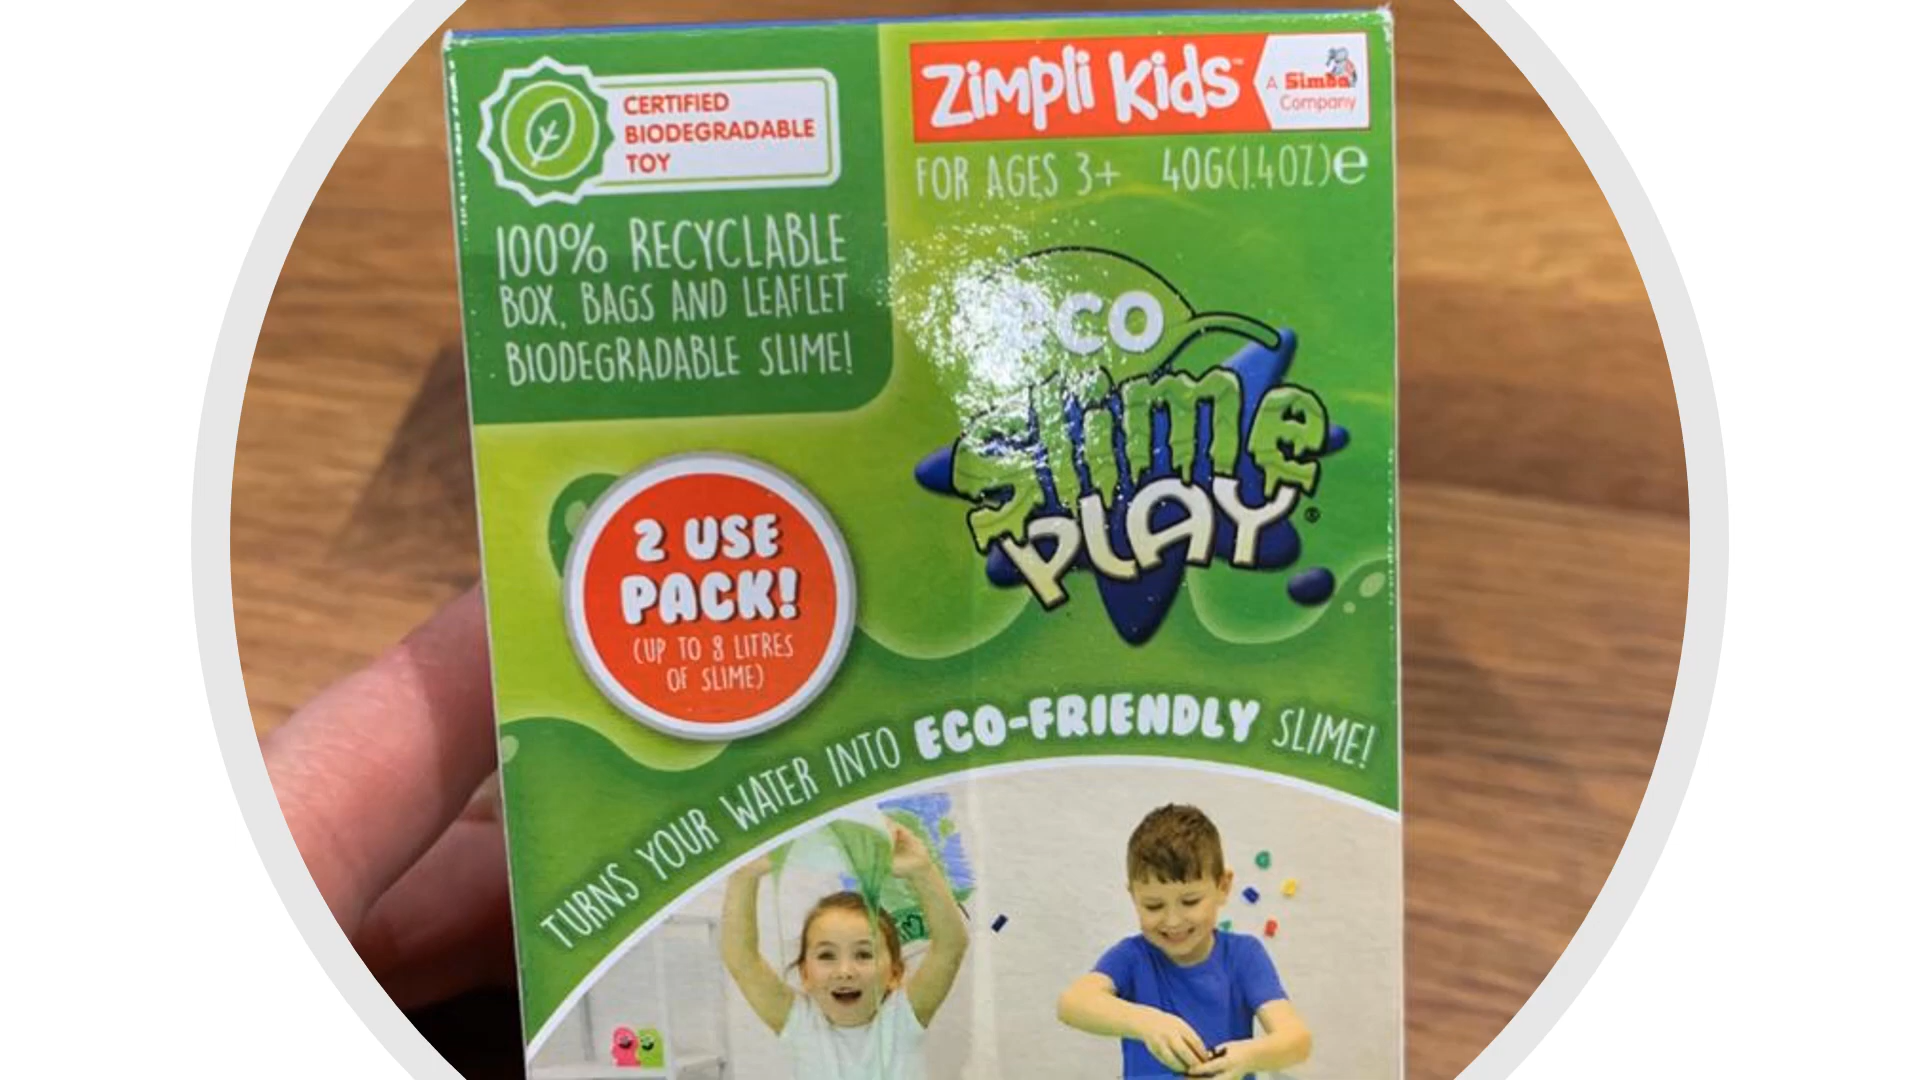 CERTIFIED
BIODEGRADABLE
TOY
100% RECYCLABLE
BOX, BAGS AND LEAFLET
BIODEGRADABLE SLIME!
Zimpli Kids™
A Simba
Company
FOR AGES 3+ 40G(1.4OZ)e
eco
slime
PLAY®
2 USE
PACK!
(UP TO 8 LITRES
OF SLIME)
TURNS YOUR WATER INTO ECO-FRIENDLY SLIME!